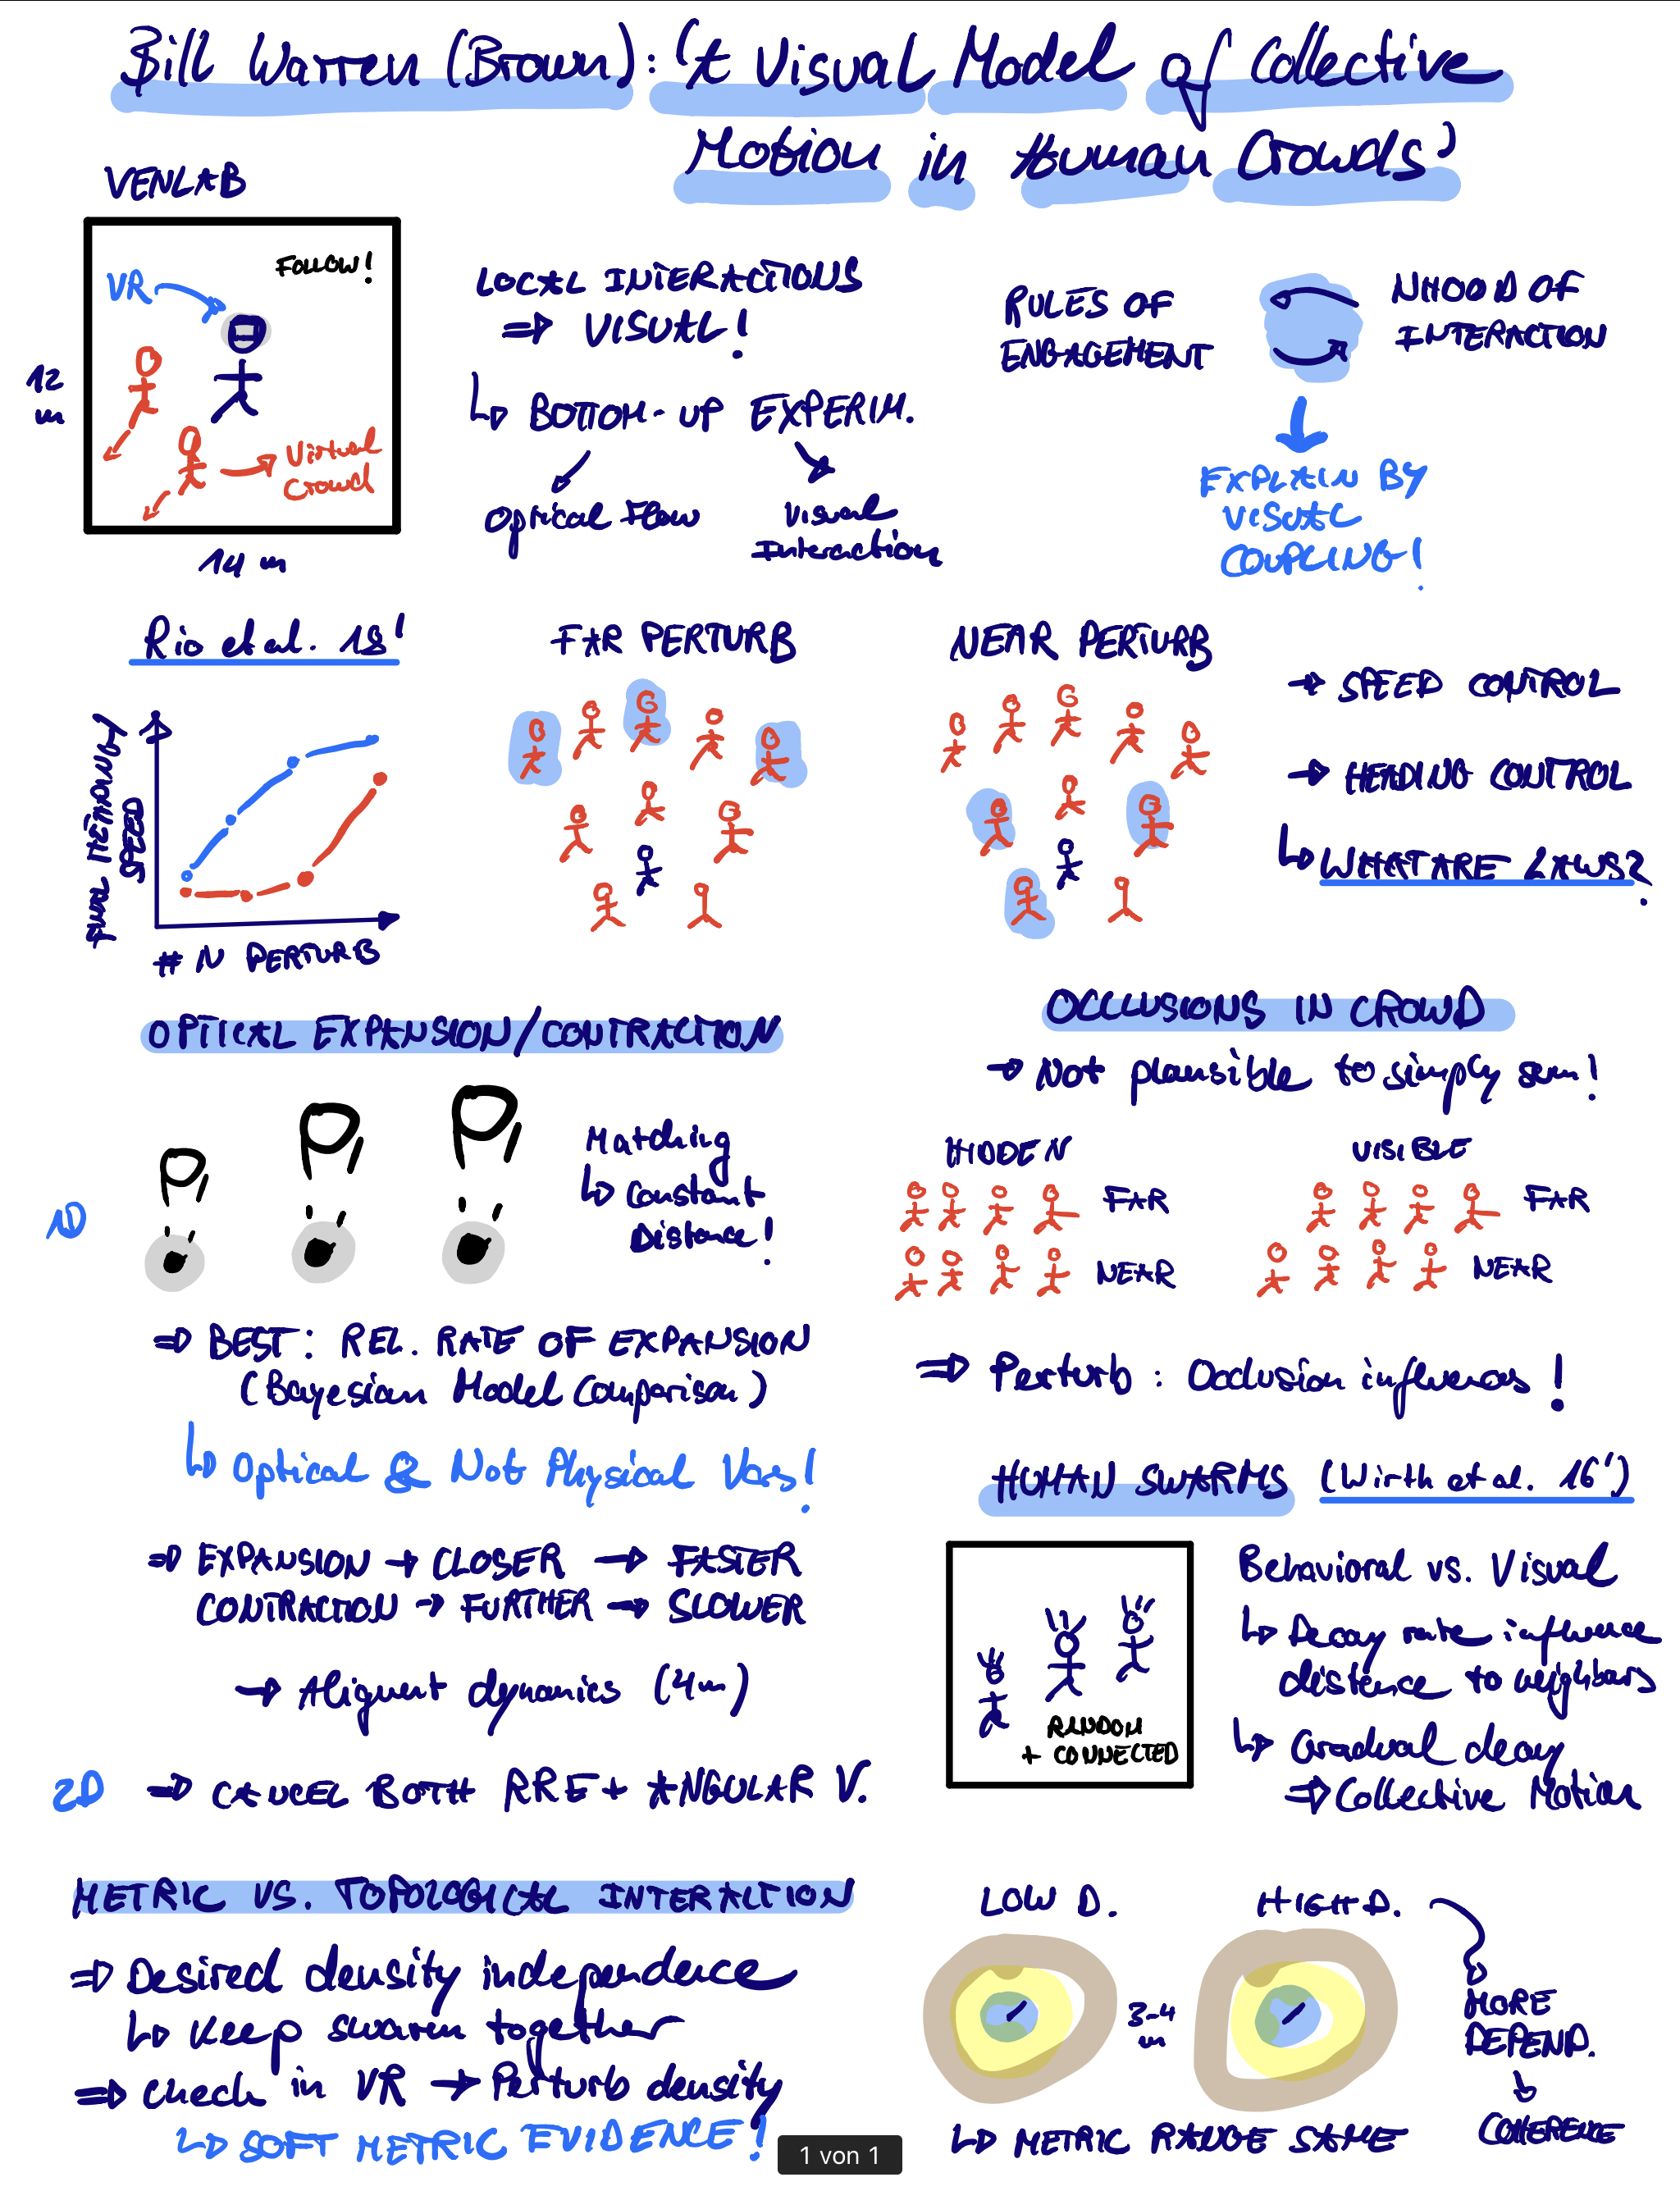 Bill Warren (Brown): 'A Visual Model of Collective
Motion in Human Crowds'
VENLAB
FOLLOW!
VR
12
m
Virtual
Crowd
14 m
LOCAL INTERACTIONS
⇒ VISUAL!
↳ BOTTOM-UP EXPERIM.
Optical Flow
Visual
Interaction
RULES OF
ENGAGEMENT
NHOOD OF
INTERACTION
EXPLAIN BY
VISUAL
COUPLING!
Rio et al. 18'
FINAL HEADING/
SPEED
# N PERTURB
FAR PERTURB
NEAR PERTURB
→ SPEED CONTROL
→ HEADING CONTROL
↳ WHAT ARE LAWS?
OPTICAL EXPANSION/CONTRACTION
1D
Matching
↳ Constant
Distance!
⇒ BEST: REL. RATE OF EXPANSION
(Bayesian Model Comparison)
↳ Optical & Not Physical Vars!
⇒ EXPANSION → CLOSER → FASTER
CONTRACTION → FURTHER → SLOWER
→ Aligment dynamics (4m)
2D ⇒ CANCEL BOTH RRE + ANGULAR V.
OCCLUSIONS IN CROWD
→ Not plausible to simply sum!
HIDDEN
FAR
NEAR
VISIBLE
FAR
NEAR
⇒ Perturb: Occlusion influences!
HUMAN SWARMS (Wirth et al. 16')
RANDOM
+ CONNECTED
Behavioral vs. Visual
↳ Decay rate influence
distance to neighbors
↳ Gradual decay
⇒ Collective Motion
METRIC VS. TOPOLOGICAL INTERACTION
⇒ Desired density independence
↳ Keep swarm together
⇒ Check in VR → Perturb density
↳ SOFT METRIC EVIDENCE!
LOW D.
HIGH D.
3-4
m
MORE
DEPEND.
COHERENCE
↳ METRIC RANGE SAME
1 von 1